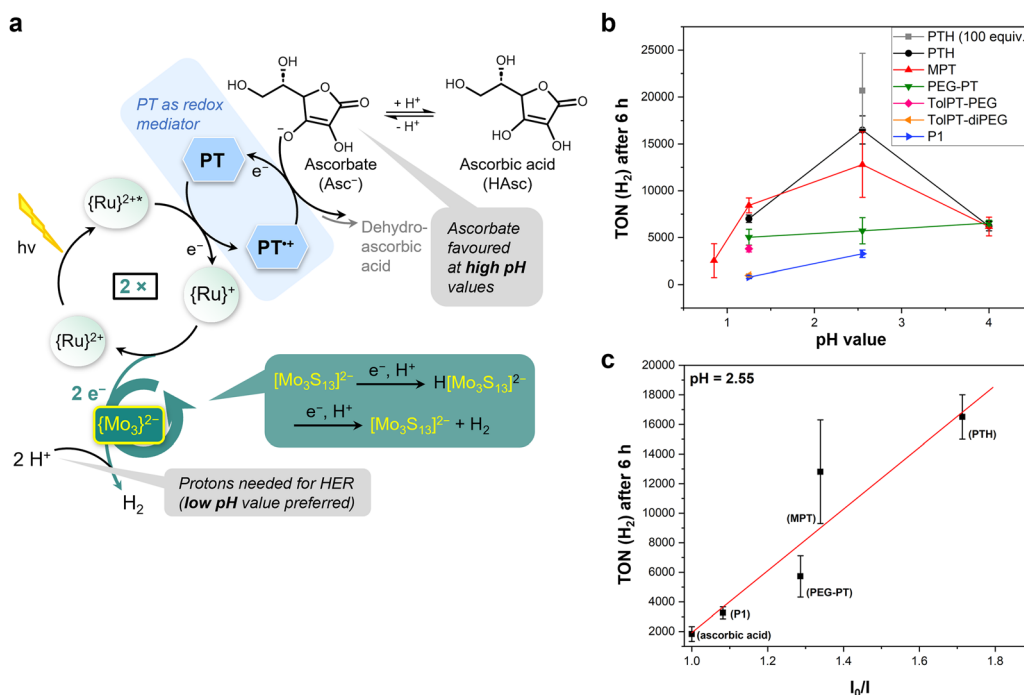 a
PT as redox
mediator
PT
PT•+
e⁻
e⁻
{Ru}²⁺*
hν
2 ×
{Ru}⁺
{Ru}²⁺
2 e⁻
{Mo₃}²⁻
2 H⁺
H₂
HO
OH
O
O
⁻O
OH
Ascorbate
(Asc⁻)
+ H⁺
- H⁺
HO
OH
O
O
HO
OH
Ascorbic acid
(HAsc)
Dehydro-
ascorbic
acid
Ascorbate
favoured
at high pH
values
[Mo₃S₁₃]²⁻ e⁻, H⁺ H[Mo₃S₁₃]²⁻
e⁻, H⁺ [Mo₃S₁₃]²⁻ + H₂
Protons needed for HER
(low pH value preferred)
b
TON (H₂) after 6 h
25000
20000
15000
10000
5000
0
1
2
3
4
pH value
PTH (100 equiv.
PTH
MPT
PEG-PT
TolPT-PEG
TolPT-diPEG
P1
c
pH = 2.55
TON (H₂) after 6 h
20000
18000
16000
14000
12000
10000
8000
6000
4000
2000
(PTH)
(MPT)
(PEG-PT)
(P1)
(ascorbic acid)
1.0
1.2
1.4
1.6
1.8
I₀/I